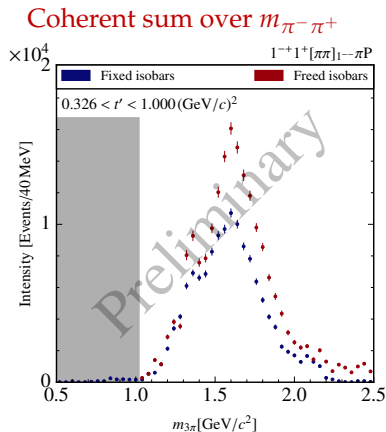 Coherent sum over m_{π⁻π⁺}
×10⁴
1⁻⁺1⁺[ππ]₁₋₋πP
Fixed isobars
Freed isobars
0.326 < t′ < 1.000 (GeV/c)²
Preliminary
Intensity [Events/40 MeV]
2
1
0
0.5 1.0 1.5 2.0 2.5
m_{3π}[GeV/c²]